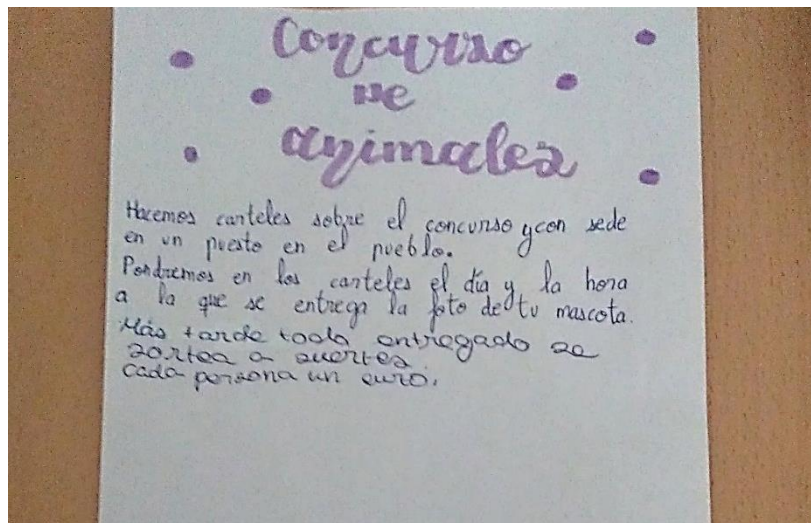 Concurso
de
animales
Hacemos carteles sobre el concurso y con sede
en un puesto en el pueblo.
Pondremos en los carteles el día y la hora
a la que se entrega la foto de tu mascota.
Más tarde todo entregado se
sortea a suertes.
cada persona un euro.